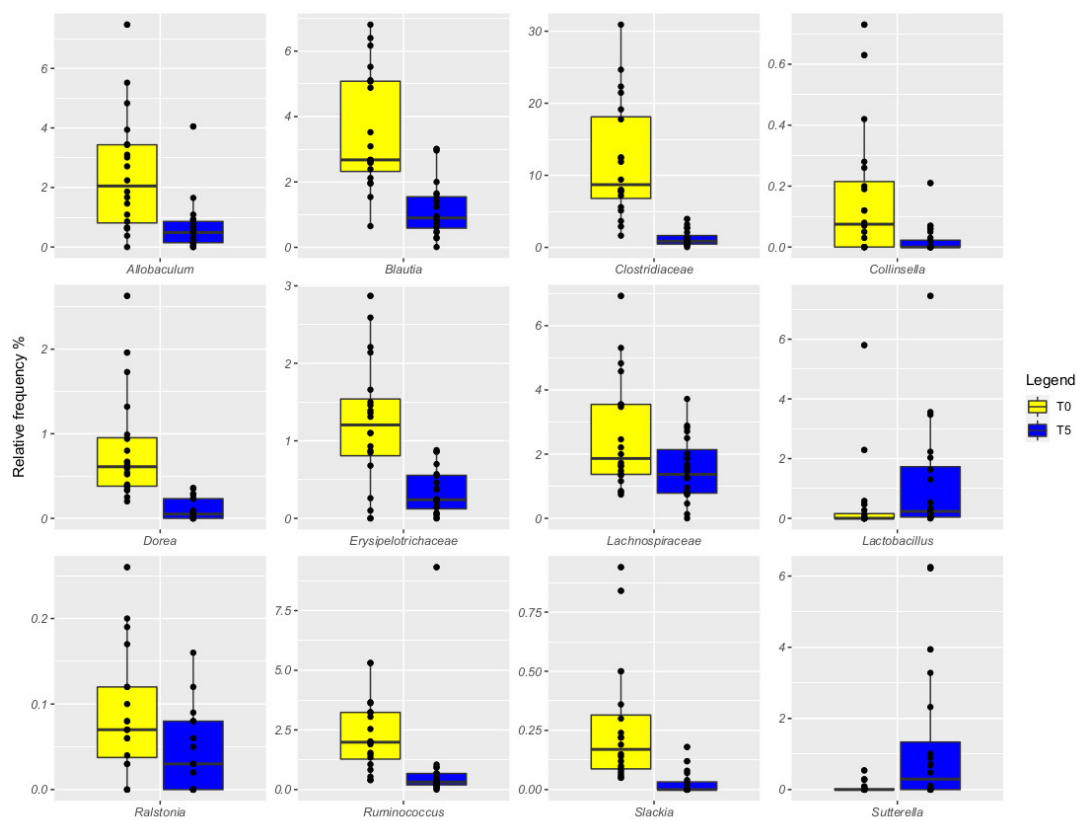 6
4
2
0
Allobaculum
6
4
2
0
Blautia
30
20
10
0
Clostridiaceae
0.6
0.4
0.2
0.0
Collinsella
Relative frequency %
2
1
0
Dorea
3
2
1
0
Erysipelotrichaceae
6
4
2
0
Lachnospiraceae
6
4
2
0
Lactobacillus
Legend
T0
T5
0.2
0.1
0.0
Ralstonia
7.5
5.0
2.5
0.0
Ruminococcus
0.75
0.50
0.25
0.00
Slackia
6
4
2
0
Sutterella